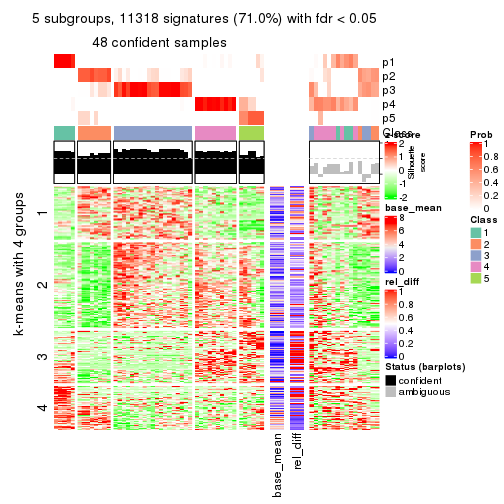 5 subgroups, 11318 signatures (71.0%) with fdr < 0.05
48 confident samples
p1
p2
p3
p4
p5
Class
k-means with 4 groups
1
2
3
4
Silhouette
score
base_mean
rel_diff
z-score
2
1
0
-1
-2
base_mean
8
6
4
2
0
rel_diff
1
0.8
0.6
0.4
0.2
0
Status (barplots)
confident
ambiguous
Prob
1
0.8
0.6
0.4
0.2
0
Class
1
2
3
4
5